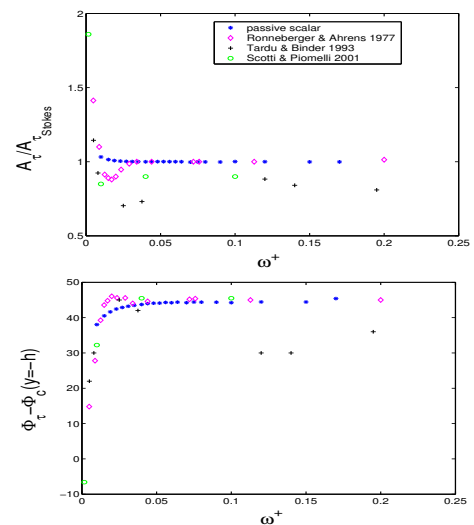 passive scalar
Ronneberger & Ahrens 1977
Tardu & Binder 1993
Scotti & Piomelli 2001
2
1.5
1
0.5
A_τ/A_τ_Stokes
0 0.05 0.1 0.15 0.2 0.25
ω⁺
50
40
30
20
10
0
−10
Φ_τ−Φ_c(y=−h)
0 0.05 0.1 0.15 0.2 0.25
ω⁺